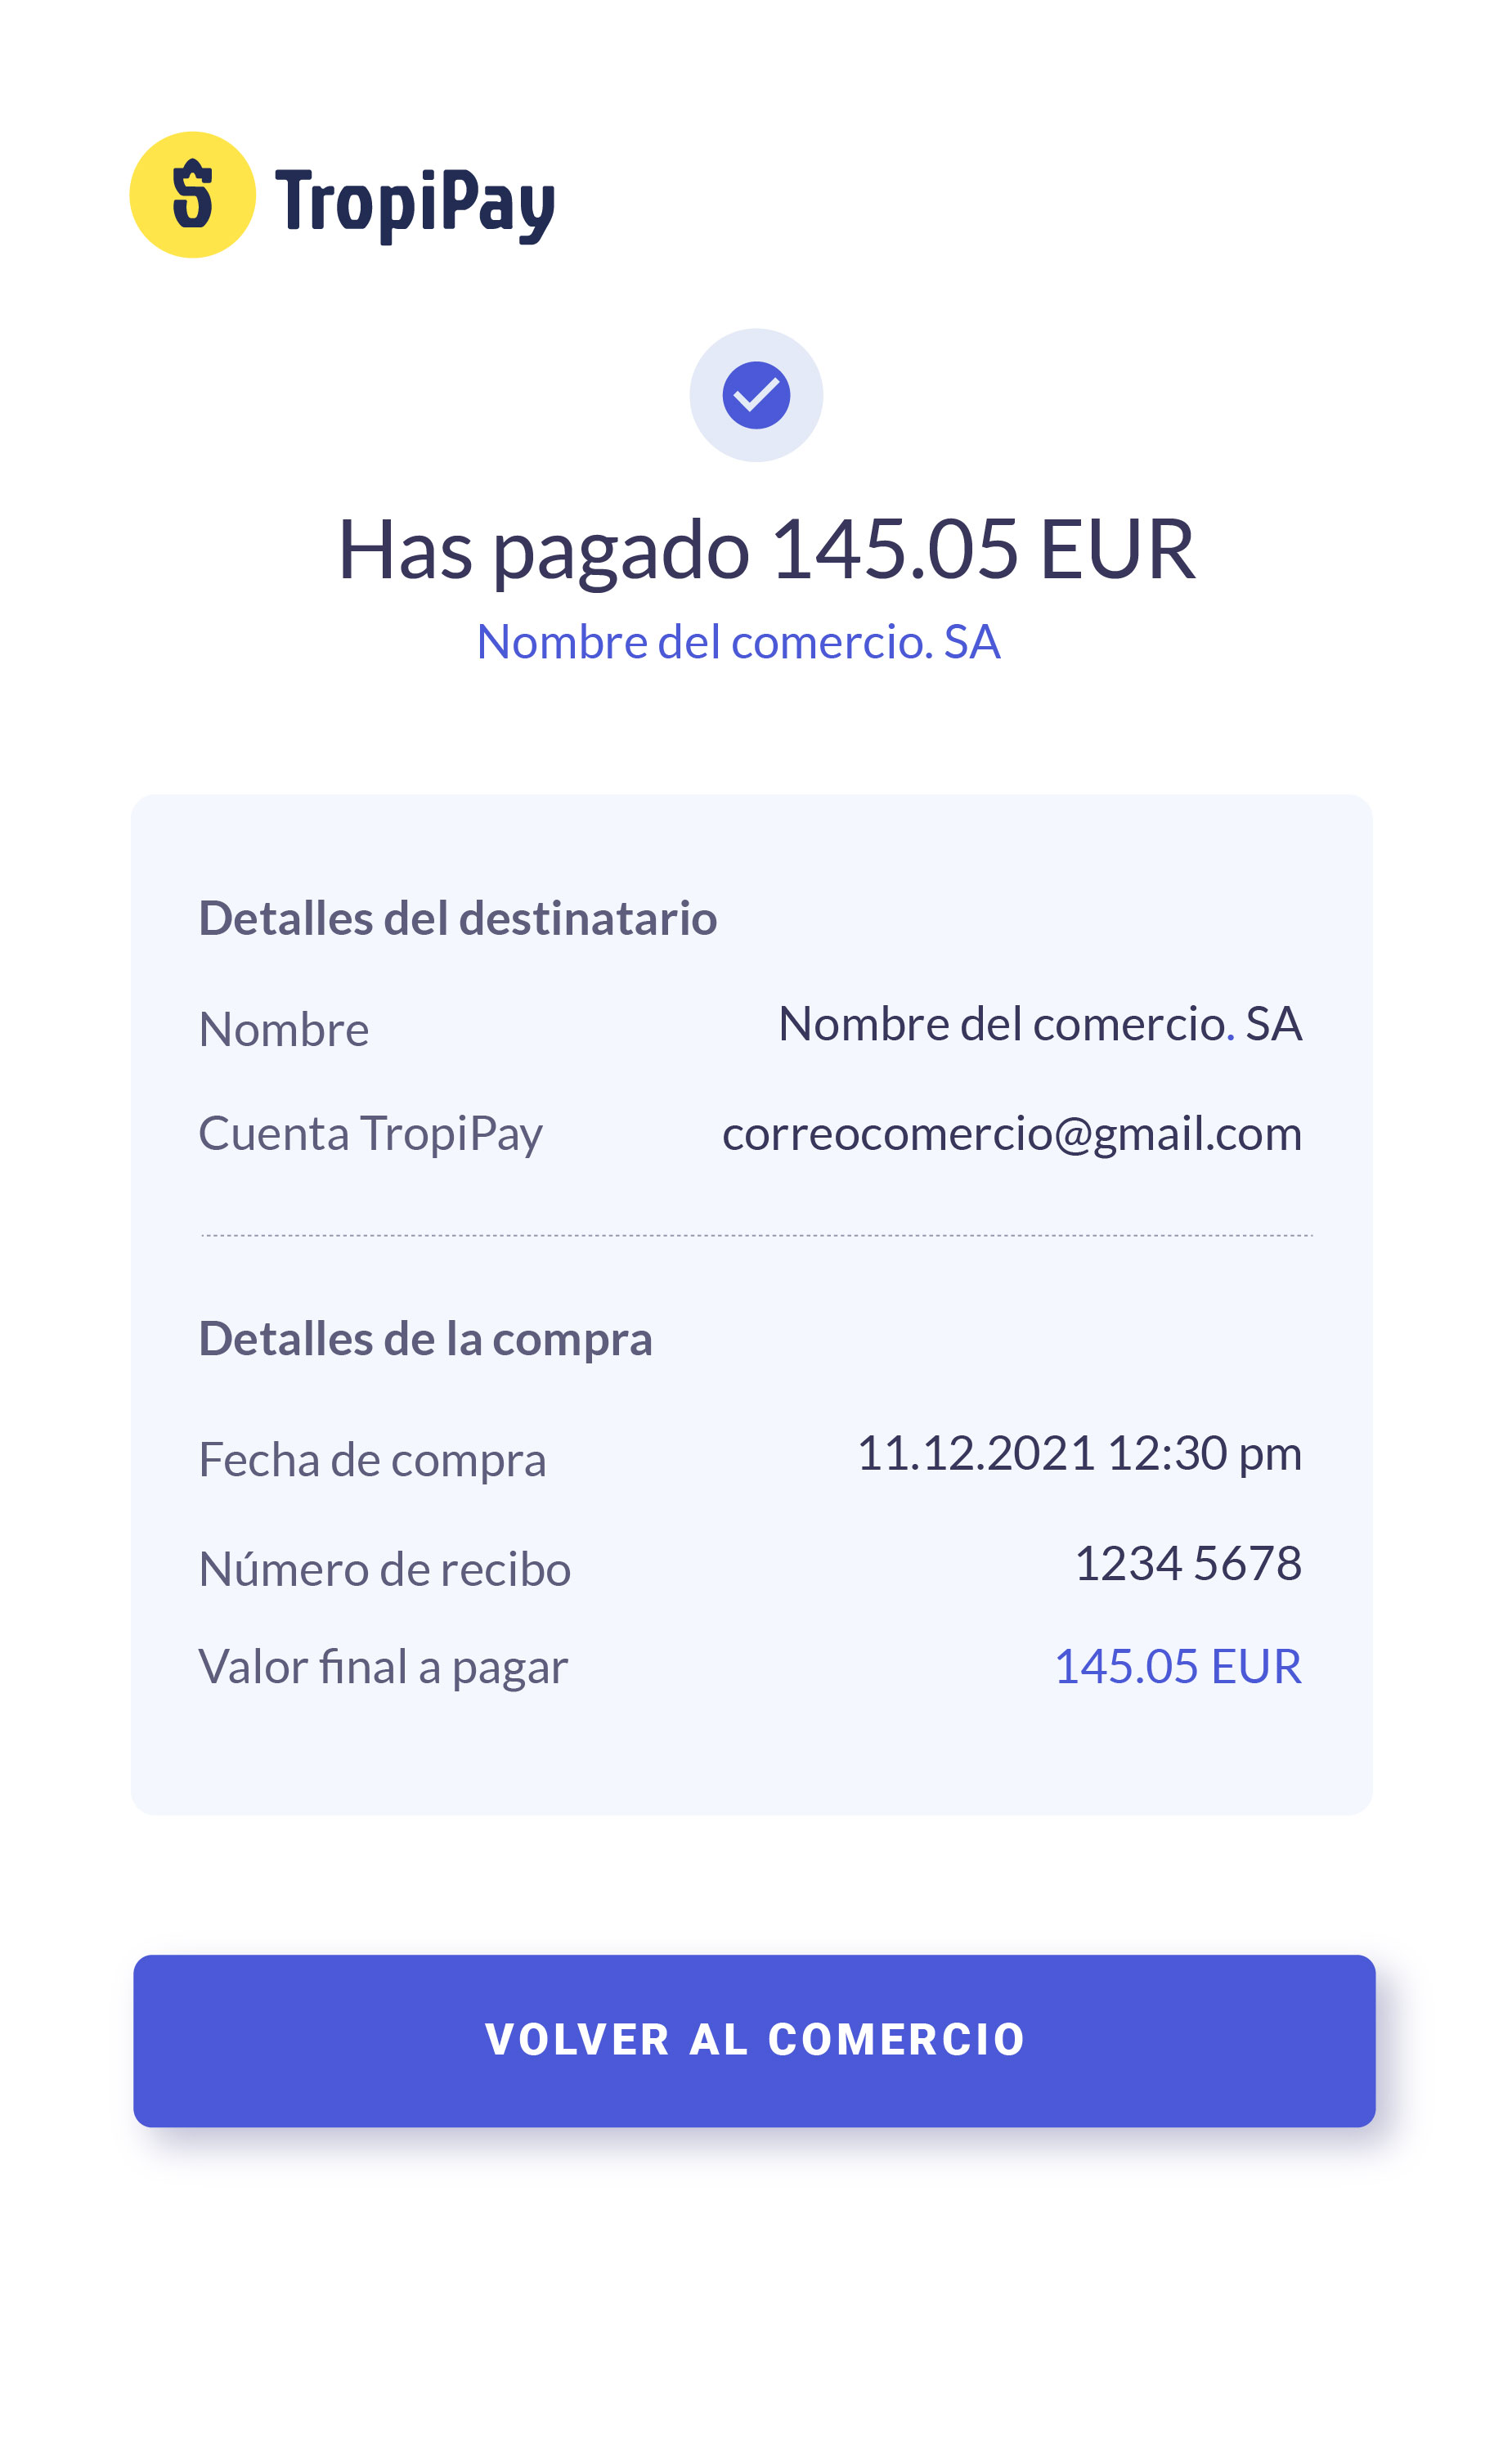 TropiPay
Has pagado 145.05 EUR
Nombre del comercio. SA
Detalles del destinatario
Nombre Nombre del comercio. SA
Cuenta TropiPay correocomercio@gmail.com
Detalles de la compra
Fecha de compra 11.12.2021 12:30 pm
Número de recibo 1234 5678
Valor final a pagar 145.05 EUR
VOLVER AL COMERCIO